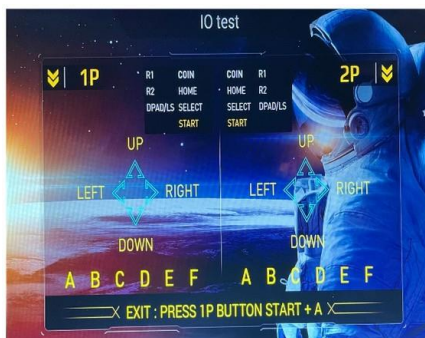 IO test
1P
R1 COIN COIN R1
R2 HOME HOME R2
DPAD/LS SELECT SELECT DPAD/LS
START START
2P
UP UP
LEFT RIGHT LEFT RIGHT
DOWN DOWN
A B C D E F A B C D E F
EXIT : PRESS 1P BUTTON START + A